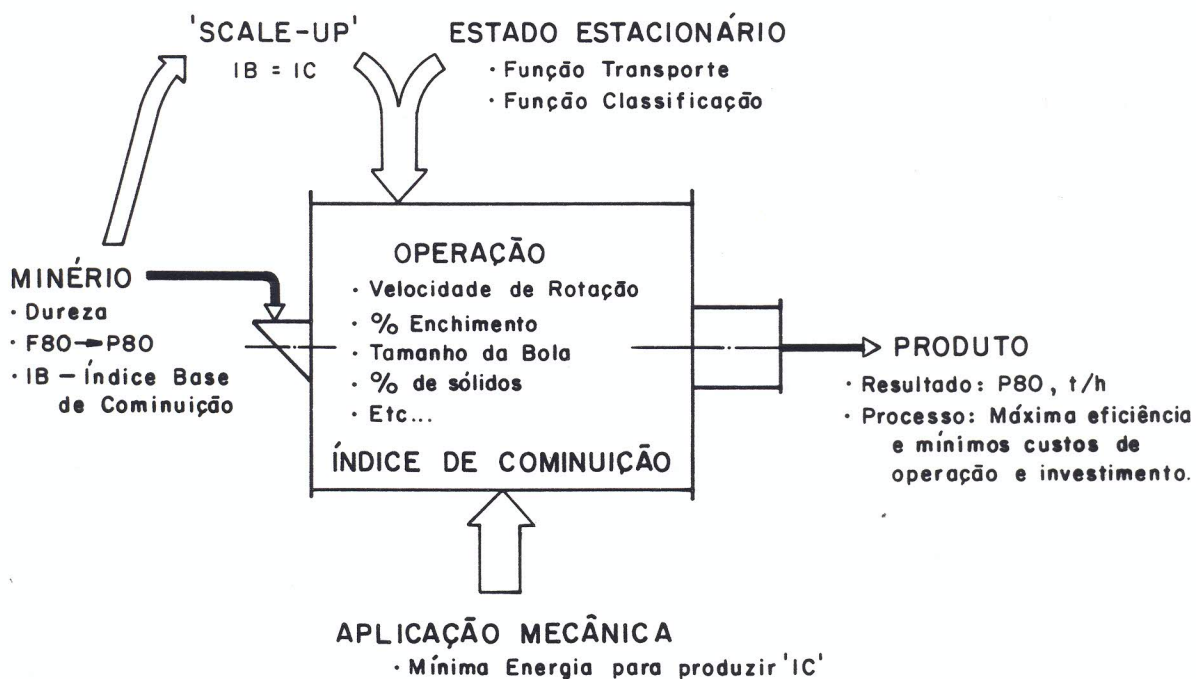 'SCALE-UP'
IB = IC
ESTADO ESTACIONÁRIO
· Função Transporte
· Função Classificação
MINÉRIO
· Dureza
· F80→P80
· IB – Índice Base
de Cominuição
OPERAÇÃO
· Velocidade de Rotação
· % Enchimento
· Tamanho da Bola
· % de sólidos
· Etc...
ÍNDICE DE COMINUIÇÃO
PRODUTO
· Resultado: P80, t/h
· Processo: Máxima eficiência
e mínimos custos de
operação e investimento.
APLICAÇÃO MECÂNICA
· Mínima Energia para produzir 'IC'